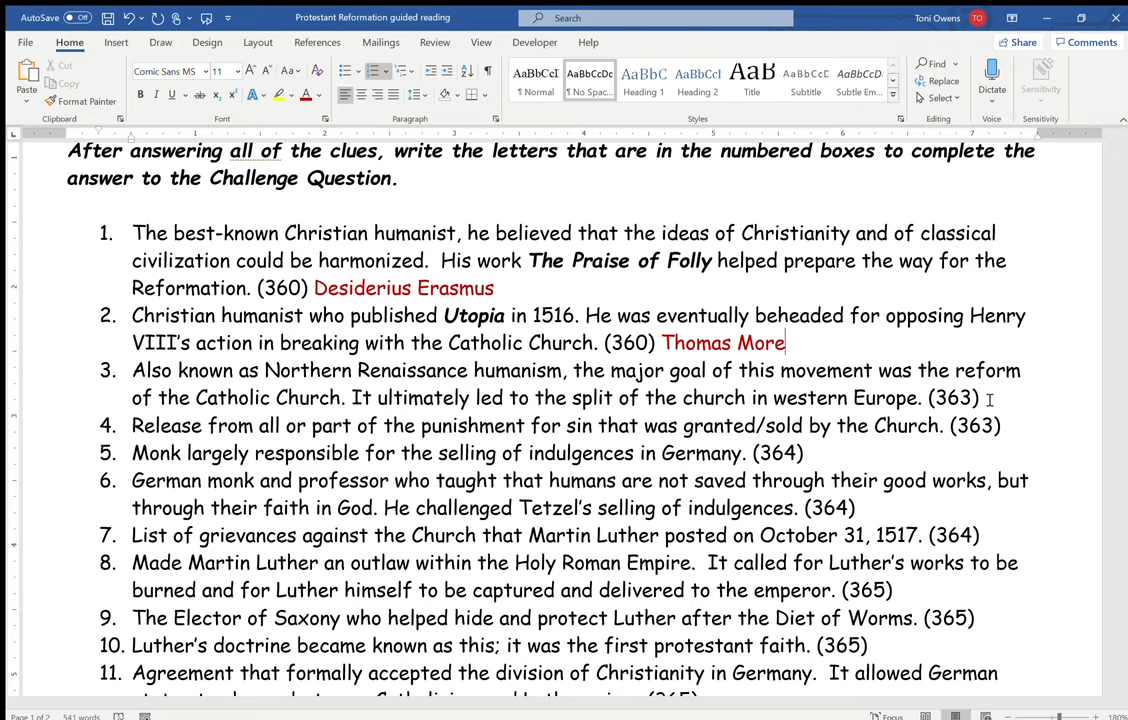 AutoSave Off Protestant Reformation guided reading Search Toni Owens TO
File Home Insert Draw Design Layout References Mailings Review View Developer Help Share Comments
Paste Cut Copy Format Painter
Comic Sans MS 11 Aa
AaBbCcI AaBbCcDc AaBbC AaBbCcI AaB AaBbCcD AaBbCcD
¶ Normal ¶ No Spac... Heading 1 Heading 2 Title Subtitle Subtle Em...
Find Replace Select Dictate Sensitivity
Clipboard Font Paragraph Styles Editing Voice Sensitivity
After answering all of the clues, write the letters that are in the numbered boxes to complete the
answer to the Challenge Question.
1. The best-known Christian humanist, he believed that the ideas of Christianity and of classical
civilization could be harmonized. His work The Praise of Folly helped prepare the way for the
Reformation. (360) Desiderius Erasmus
2. Christian humanist who published Utopia in 1516. He was eventually beheaded for opposing Henry
VIII's action in breaking with the Catholic Church. (360) Thomas More
3. Also known as Northern Renaissance humanism, the major goal of this movement was the reform
of the Catholic Church. It ultimately led to the split of the church in western Europe. (363)
4. Release from all or part of the punishment for sin that was granted/sold by the Church. (363)
5. Monk largely responsible for the selling of indulgences in Germany. (364)
6. German monk and professor who taught that humans are not saved through their good works, but
through their faith in God. He challenged Tetzel's selling of indulgences. (364)
7. List of grievances against the Church that Martin Luther posted on October 31, 1517. (364)
8. Made Martin Luther an outlaw within the Holy Roman Empire. It called for Luther's works to be
burned and for Luther himself to be captured and delivered to the emperor. (365)
9. The Elector of Saxony who helped hide and protect Luther after the Diet of Worms. (365)
10. Luther's doctrine became known as this; it was the first protestant faith. (365)
11. Agreement that formally accepted the division of Christianity in Germany. It allowed German
Page 1 of 2 541 words Focus 180%